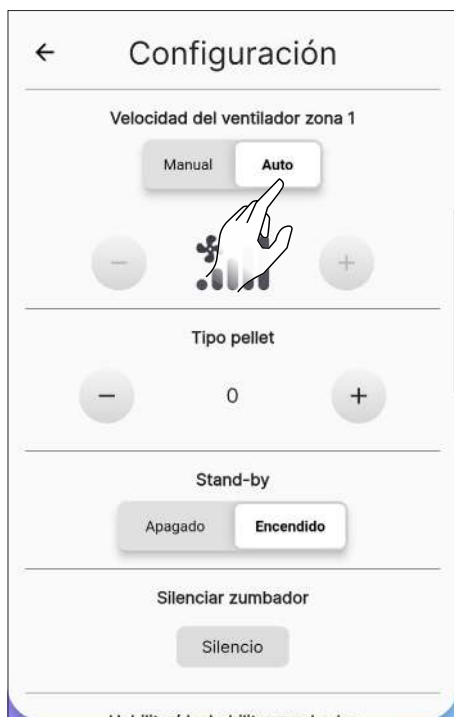 Configuración
Velocidad del ventilador zona 1
Manual Auto
Tipo pellet
0
Stand-by
Apagado Encendido
Silenciar zumbador
Silencio